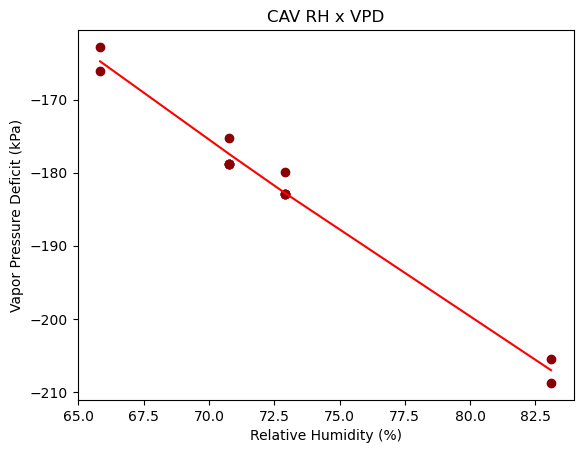 CAV RH x VPD
Vapor Pressure Deficit (kPa)
−170
−180
−190
−200
−210
65.0 67.5 70.0 72.5 75.0 77.5 80.0 82.5
Relative Humidity (%)